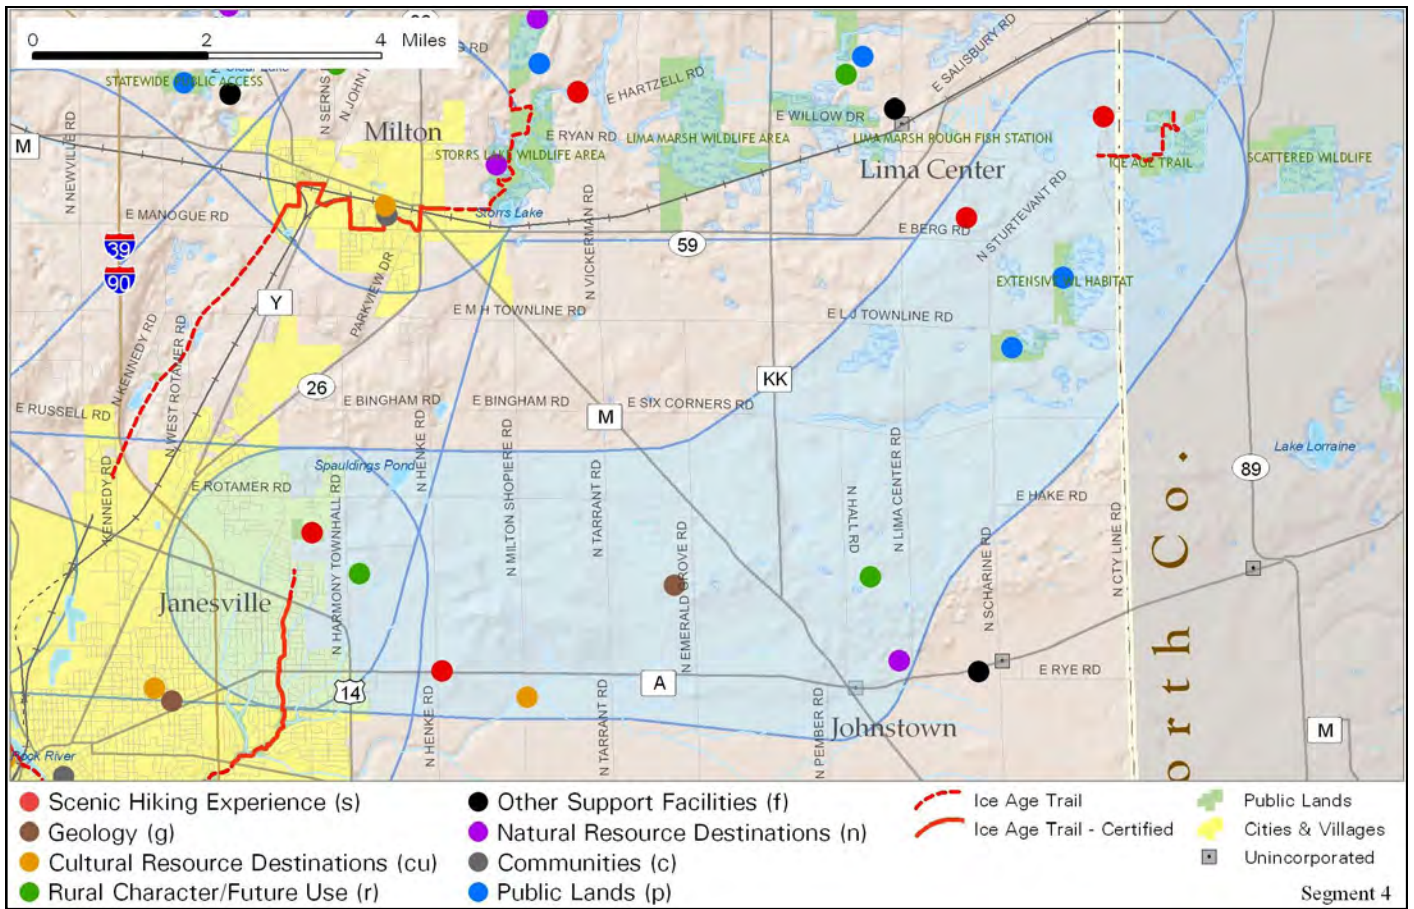 0 2 4 Miles
STATEWIDE PUBLIC ACCESS
N SERNS
N JOHN
Milton
E HARTZELL RD
E SALISBURY RD
E WILLOW DR
E RYAN RD
LIMA MARSH WILDLIFE AREA
LIMA MARSH ROUGH FISH STATION
M
N NEWVILLE RD
STORRS LAKE WILDLIFE AREA
Lima Center
ICE AGE TRAIL
SCATTERED WILDLIFE
E MANOGUE RD
Storrs Lake
N VICKERMAN RD
59
E BERG RD
N STURTEVANT RD
39
90
Y
PARKVIEW DR
EXTENSIVE WL HABITAT
E M H TOWNLINE RD
E L J TOWNLINE RD
N KENNEDY RD
N WEST ROTAMER RD
26
KK
E RUSSELL RD
E BINGHAM RD
E BINGHAM RD
M
E SIX CORNERS RD
Lake Lorraine
KENNEDY RD
Spauldings Pond
N HENKE RD
N MILTON SHOPIERE RD
N TARRANT RD
N LIMA CENTER RD
89
E ROTAMER RD
N HARMONY TOWNHALL RD
N HALL RD
E HAKE RD
N EMERALD GROVE RD
N SCHARINE RD
N CTY LINE RD
orth Co.
Janesville
14
A
E RYE RD
N HENKE RD
N TARRANT RD
N PEMBER RD
Johnstown
M
Rock River
Scenic Hiking Experience (s)
Geology (g)
Cultural Resource Destinations (cu)
Rural Character/Future Use (r)
Other Support Facilities (f)
Natural Resource Destinations (n)
Communities (c)
Public Lands (p)
Ice Age Trail
Ice Age Trail - Certified
Public Lands
Cities & Villages
Unincorporated
Segment 4